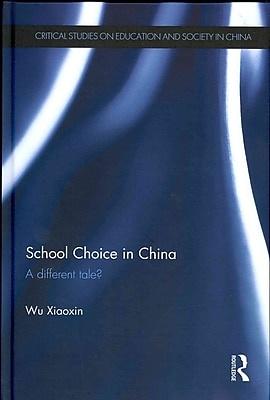 CRITICAL STUDIES ON EDUCATION AND SOCIETY IN CHINA
School Choice in China
A different tale?
Wu Xiaoxin
ROUTLEDGE